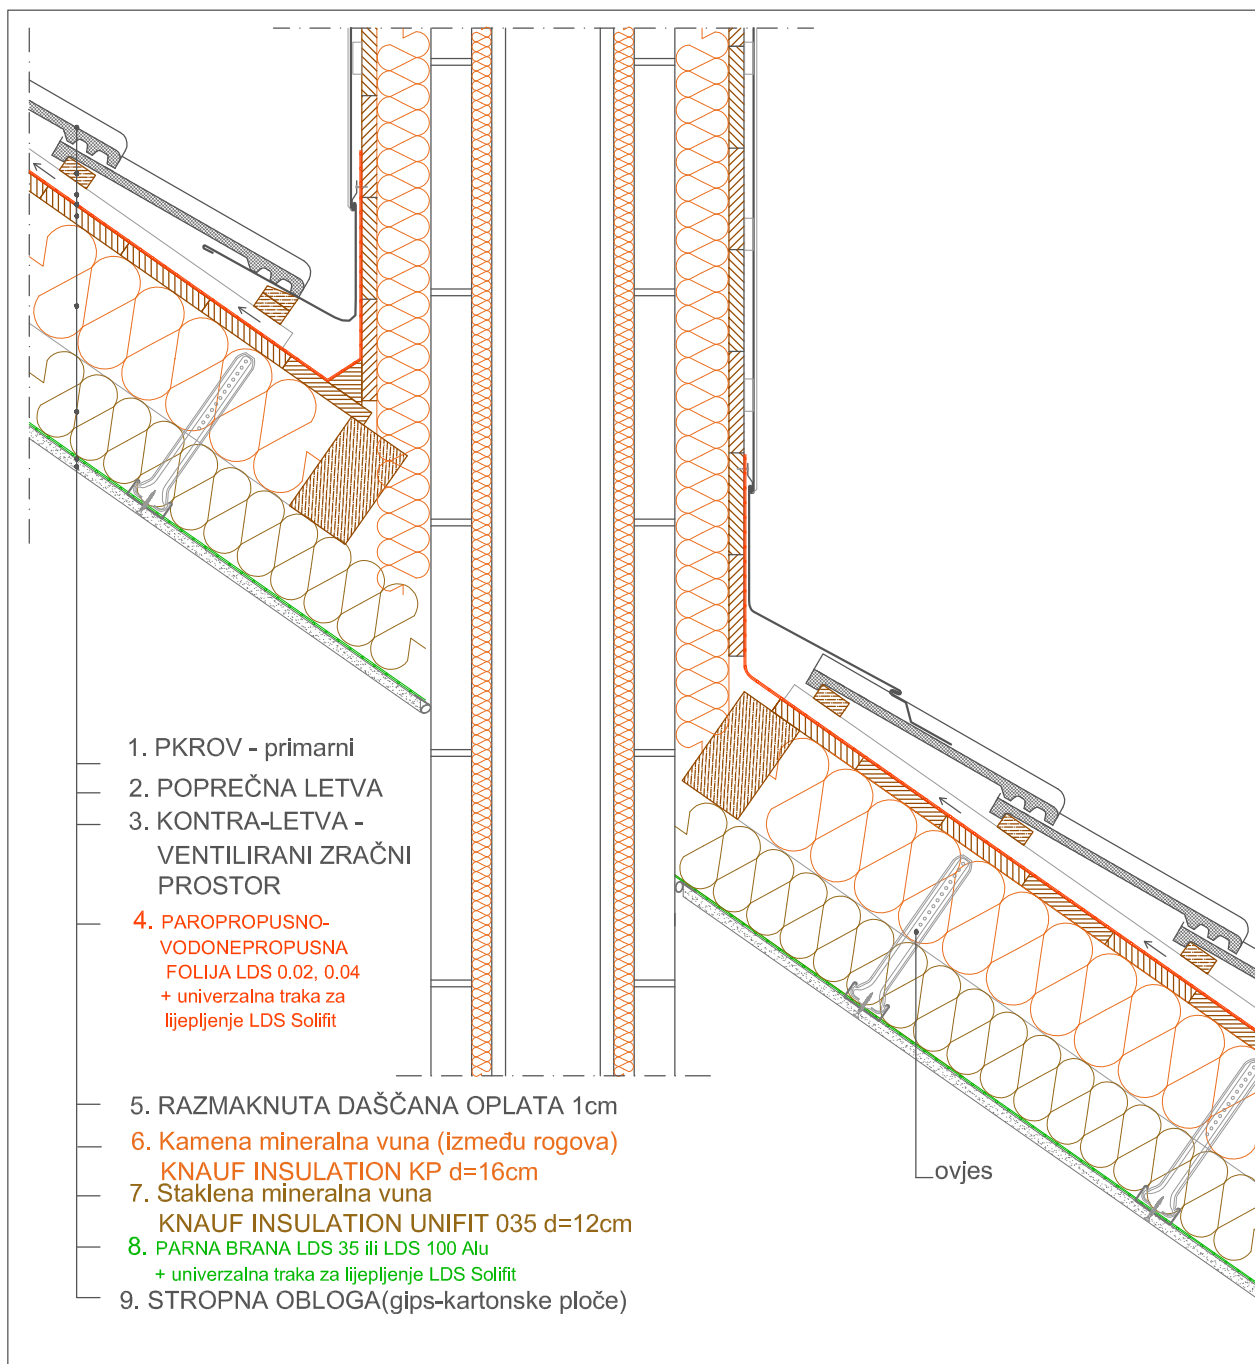 1. PKROV - primarni
2. POPREČNA LETVA
3. KONTRA-LETVA -
VENTILIRANI ZRAČNI
PROSTOR
4. PAROPROPUSNO-
VODONEPROPUSNA
FOLIJA LDS 0.02, 0.04
+ univerzalna traka za
lijepljenje LDS Solifit
5. RAZMAKNUTA DAŠČANA OPLATA 1cm
6. Kamena mineralna vuna (između rogova)
KNAUF INSULATION KP d=16cm
7. Staklena mineralna vuna
KNAUF INSULATION UNIFIT 035 d=12cm
8. PARNA BRANA LDS 35 ili LDS 100 Alu
+ univerzalna traka za lijepljenje LDS Solifit
9. STROPNA OBLOGA(gips-kartonske ploče)
ovjes